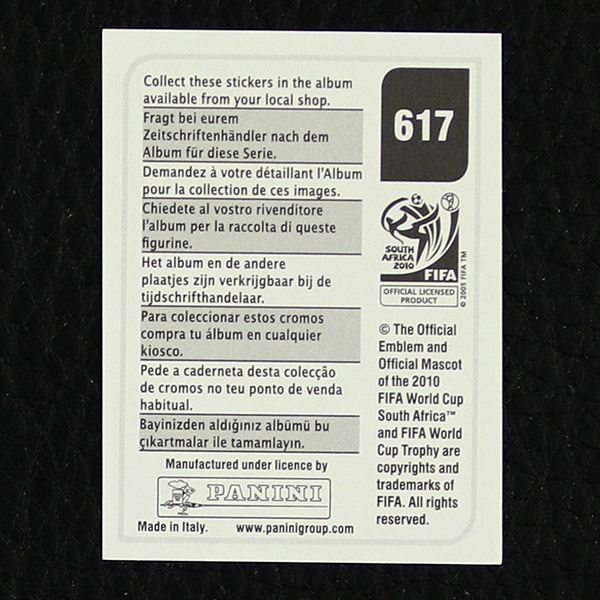 Collect these stickers in the album
available from your local shop.
Fragt bei eurem
Zeitschriftenhändler nach dem
Album für diese Serie.
Demandez à votre détaillant l'Album
pour la collection de ces images.
Chiedete al vostro rivenditore
l'album per la raccolta di queste
figurine.
Het album en de andere
plaatjes zijn verkrijgbaar bij de
tijdschrifthandelaar.
Para coleccionar estos cromos
compra tu álbum en cualquier
kiosco.
Pede a caderneta desta colecção
de cromos no teu ponto de venda
habitual.
Bayinizden aldığınız albümü bu
çıkartmalar ile tamamlayın.
Manufactured under licence by
PANINI
Made in Italy. www.paninigroup.com
617
SOUTH
AFRICA
2010
FIFA
OFFICIAL LICENSED
PRODUCT
© 2005 FIFA TM
© The Official
Emblem and
Official Mascot
of the 2010
FIFA World Cup
South Africa™
and FIFA World
Cup Trophy are
copyrights and
trademarks of
FIFA. All rights
reserved.